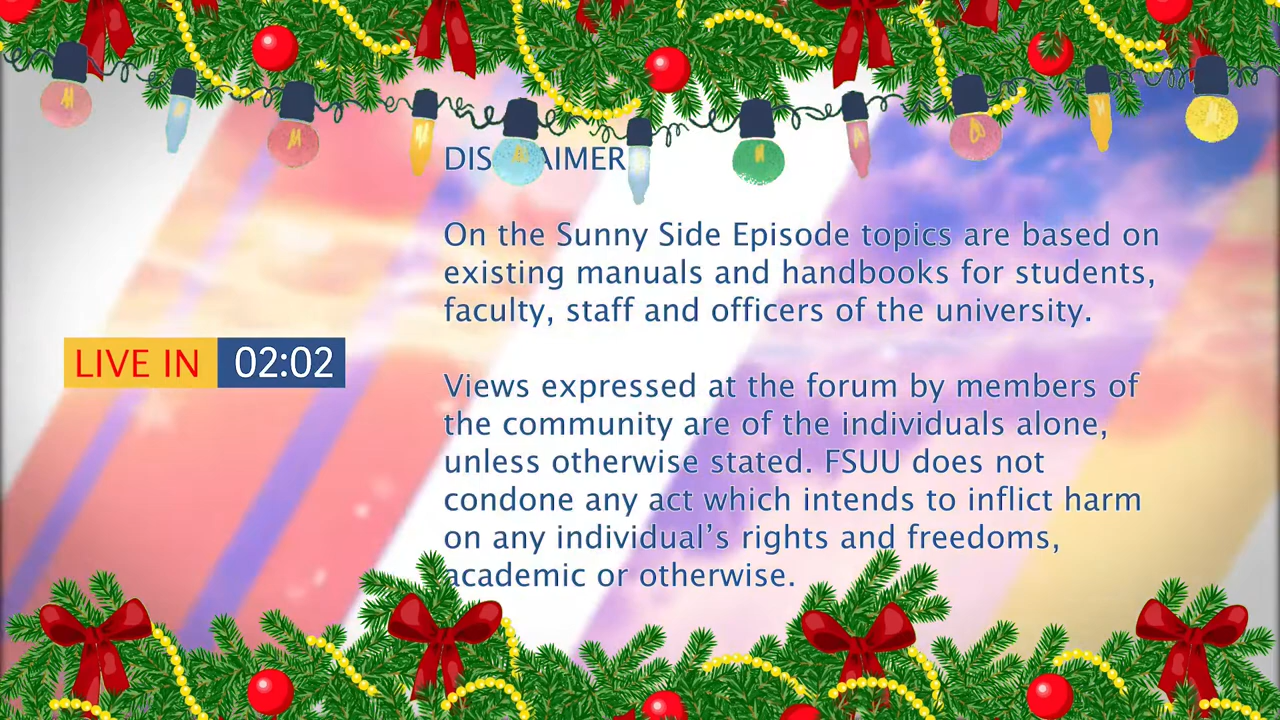 DISCLAIMER
On the Sunny Side Episode topics are based on
existing manuals and handbooks for students,
faculty, staff and officers of the university.
LIVE IN 02:02
Views expressed at the forum by members of
the community are of the individuals alone,
unless otherwise stated. FSUU does not
condone any act which intends to inflict harm
on any individual’s rights and freedoms,
academic or otherwise.